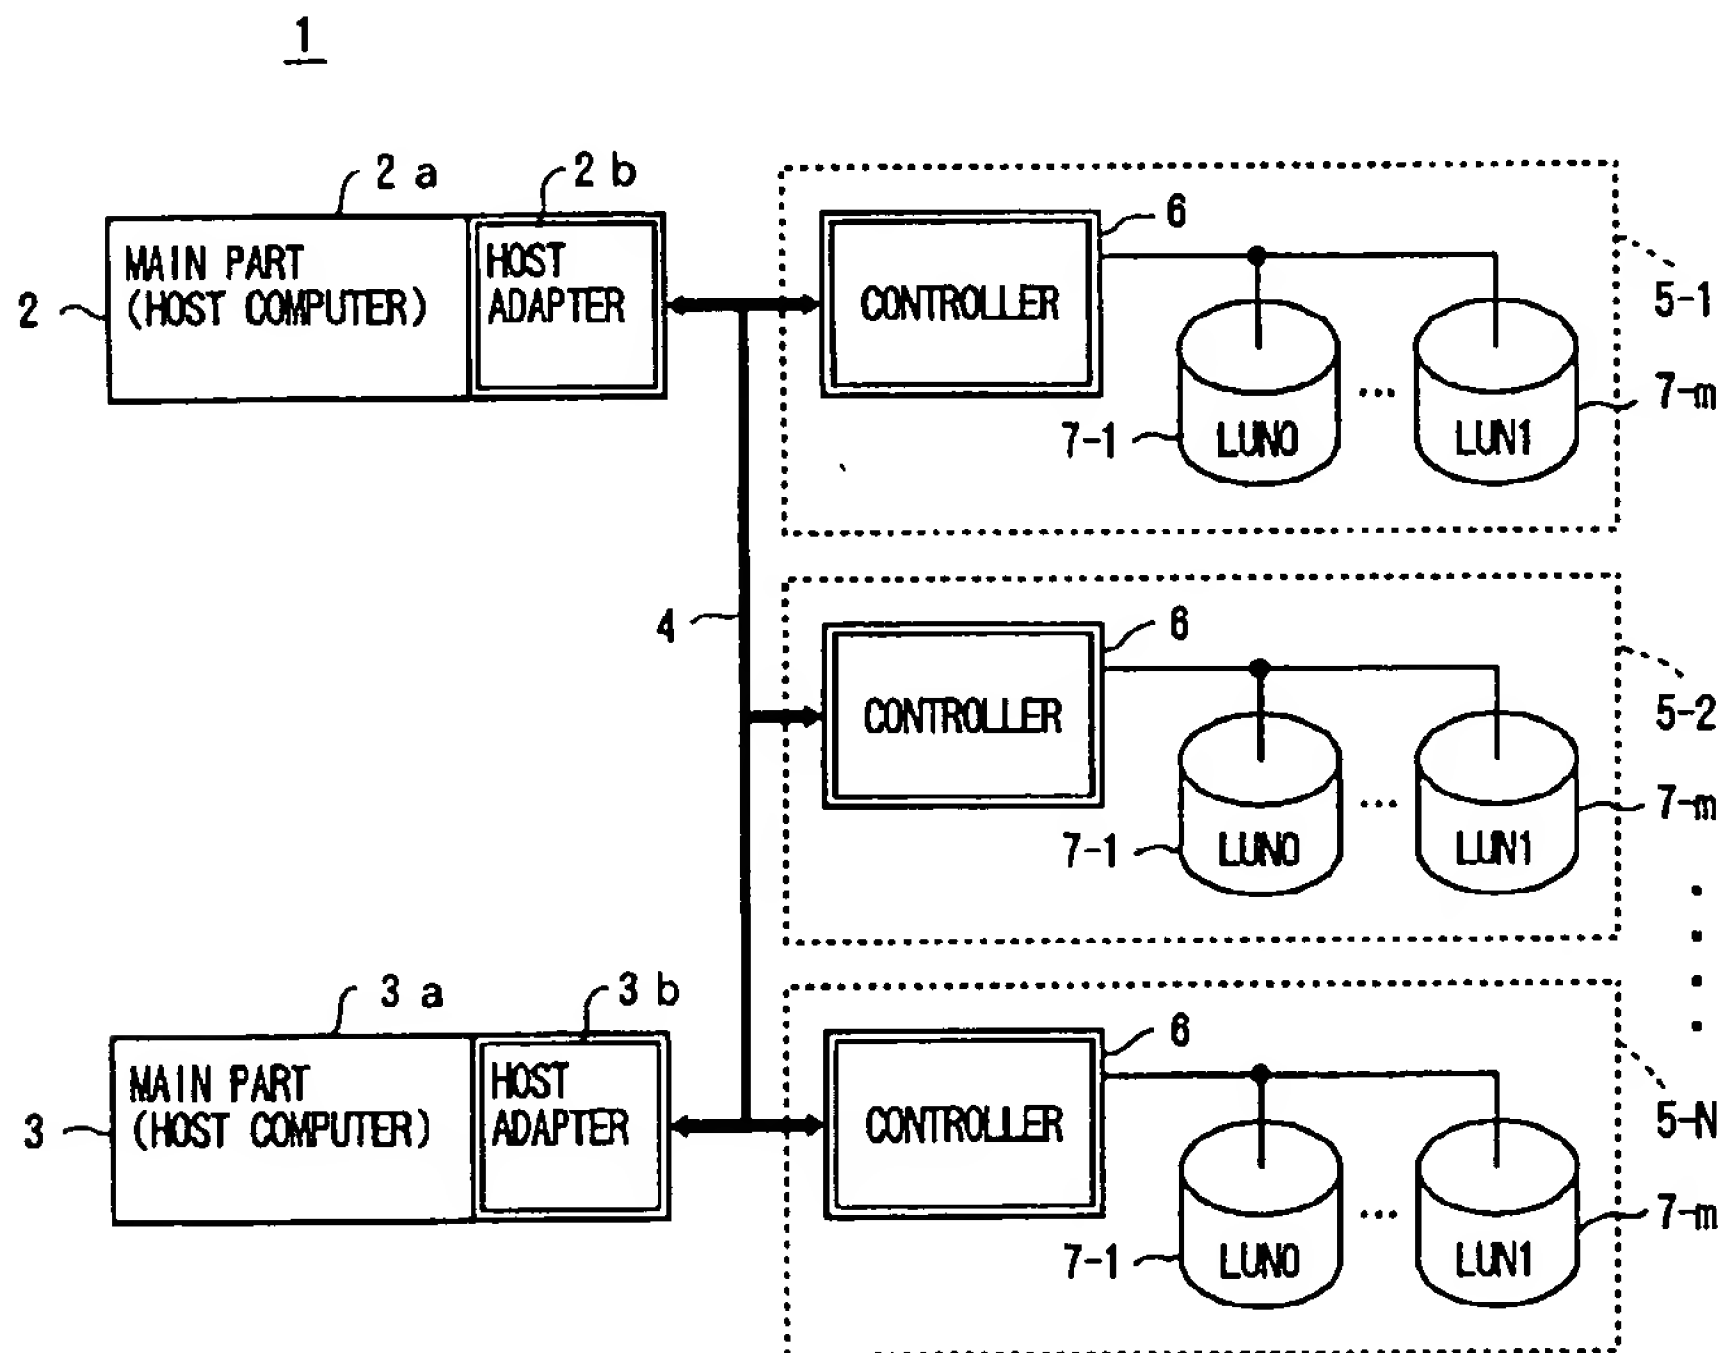 1
2 a
2 b
MAIN PART
(HOST COMPUTER)
HOST
ADAPTER
2
6
CONTROLLER
5-1
7-m
7-1
LUN0
...
LUN1
4
6
CONTROLLER
5-2
7-m
7-1
LUN0
...
LUN1
3 a
3 b
MAIN PART
(HOST COMPUTER)
HOST
ADAPTER
3
6
CONTROLLER
5-N
7-m
7-1
LUN0
...
LUN1